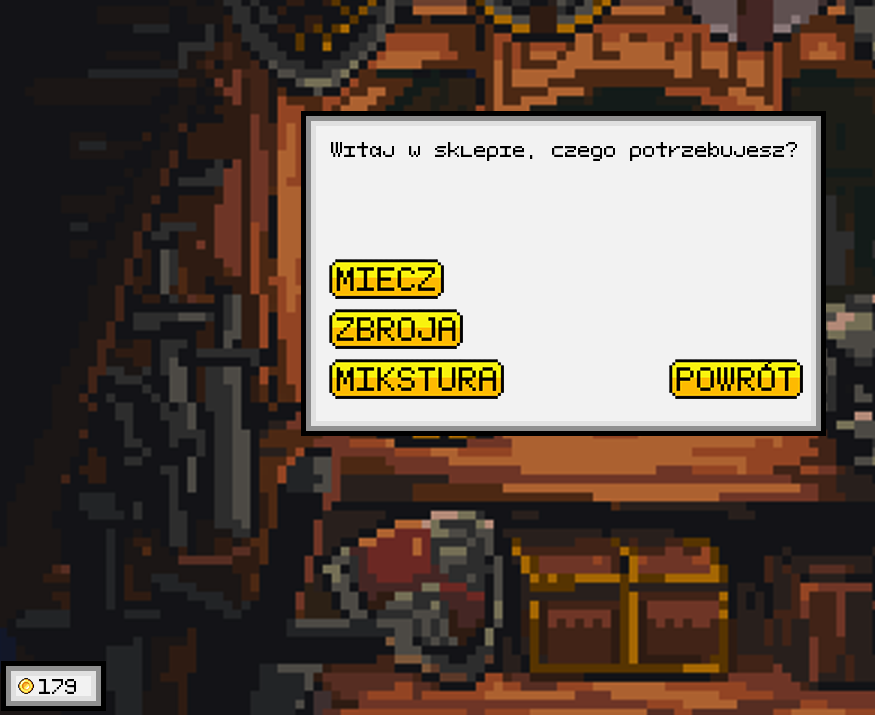 Witaj w sklepie, czego potrzebujesz?
MIECZ
ZBROJA
MIKSTURA
POWRÓT
179